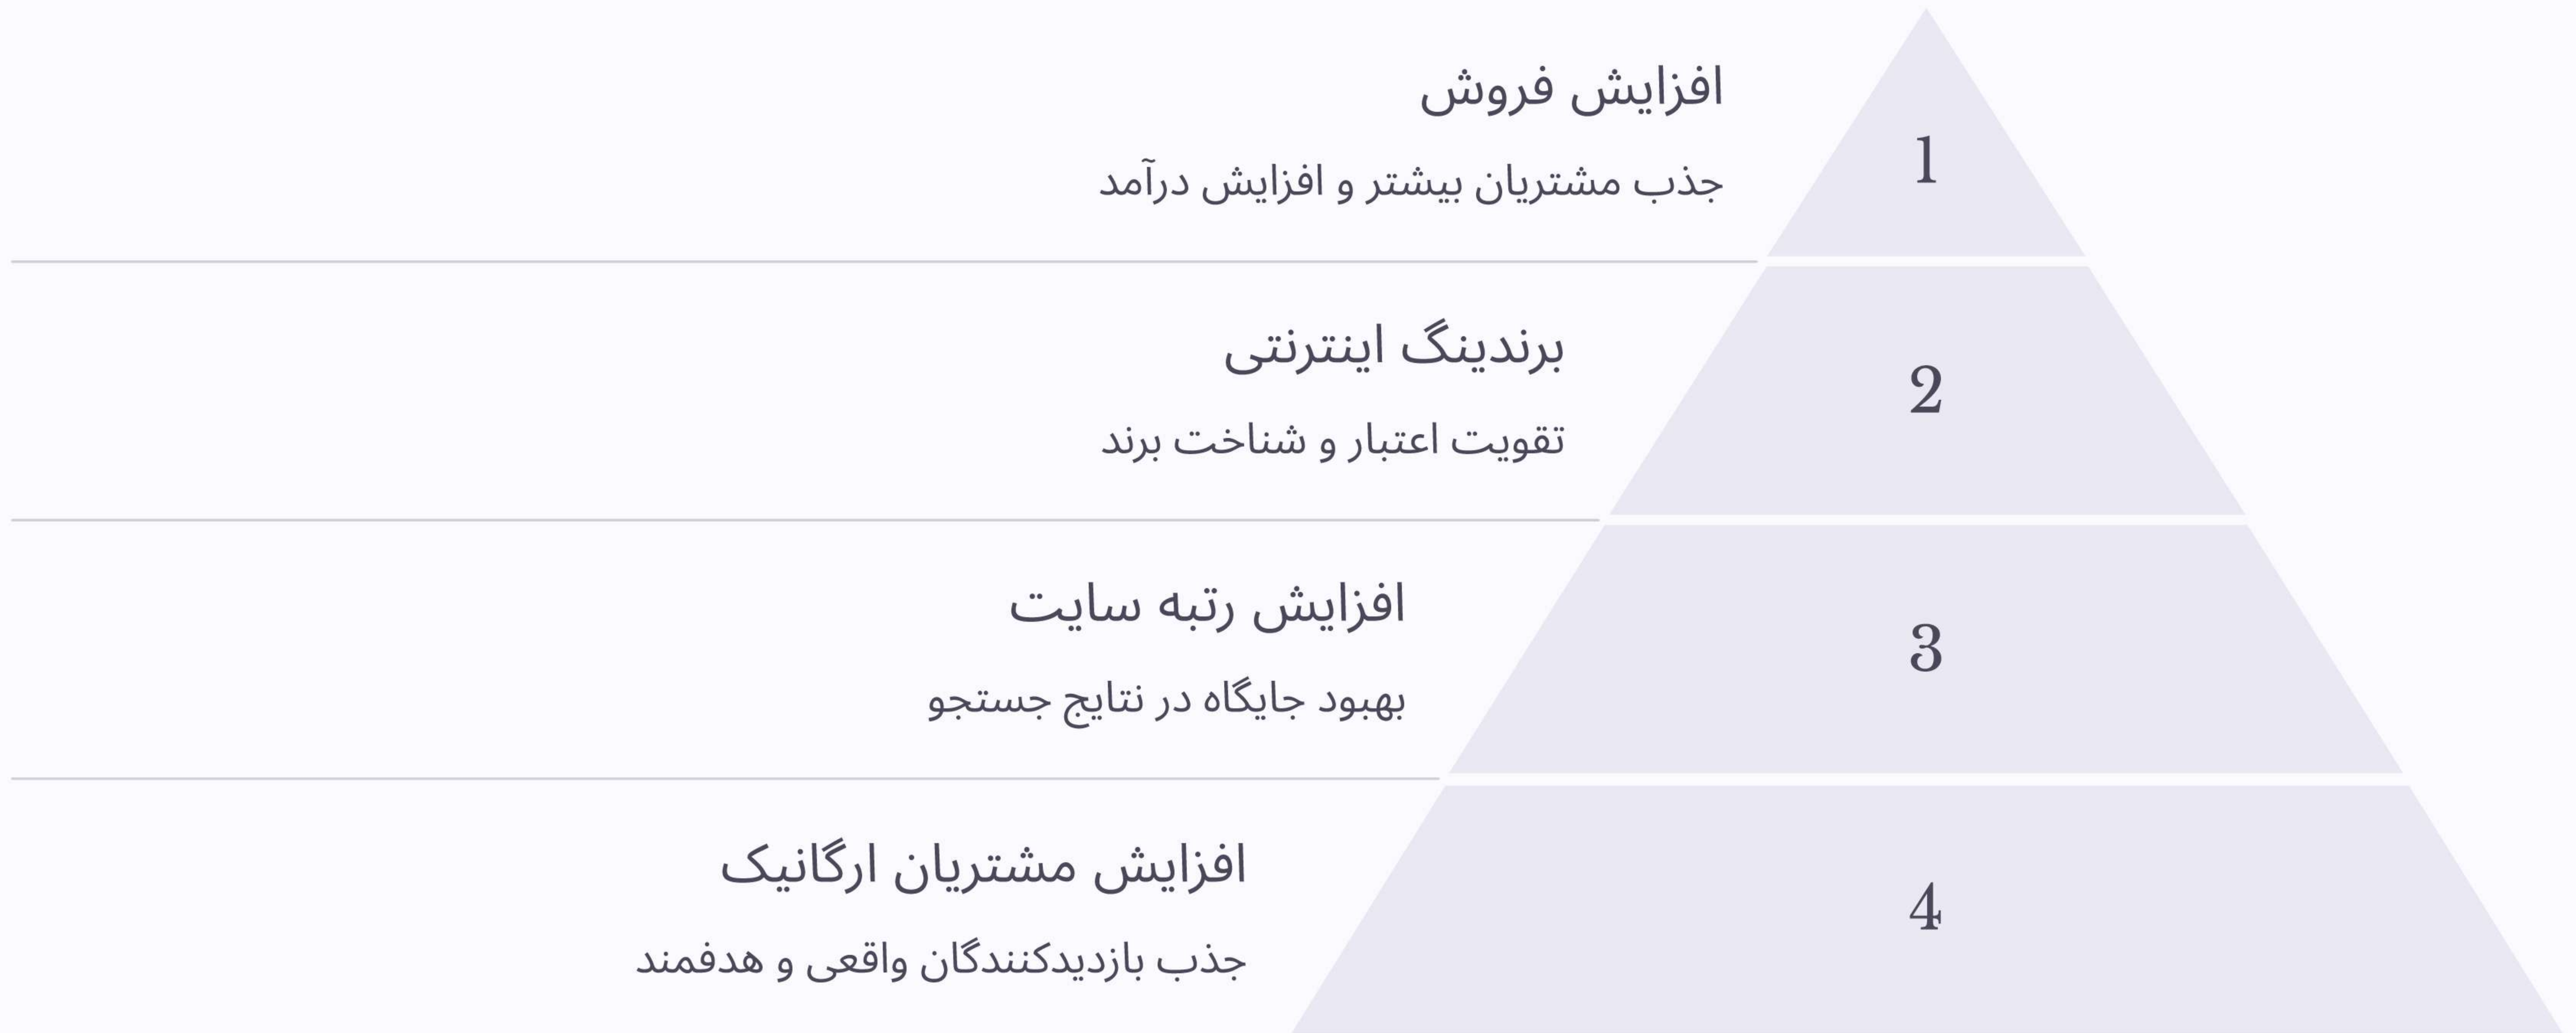 افزایش فروش
جذب مشتریان بیشتر و افزایش درآمد
1
برندینگ اینترنتی
تقویت اعتبار و شناخت برند
2
افزایش رتبه سایت
بهبود جایگاه در نتایج جستجو
3
افزایش مشتریان ارگانیک
جذب بازدیدکنندگان واقعی و هدفمند
4